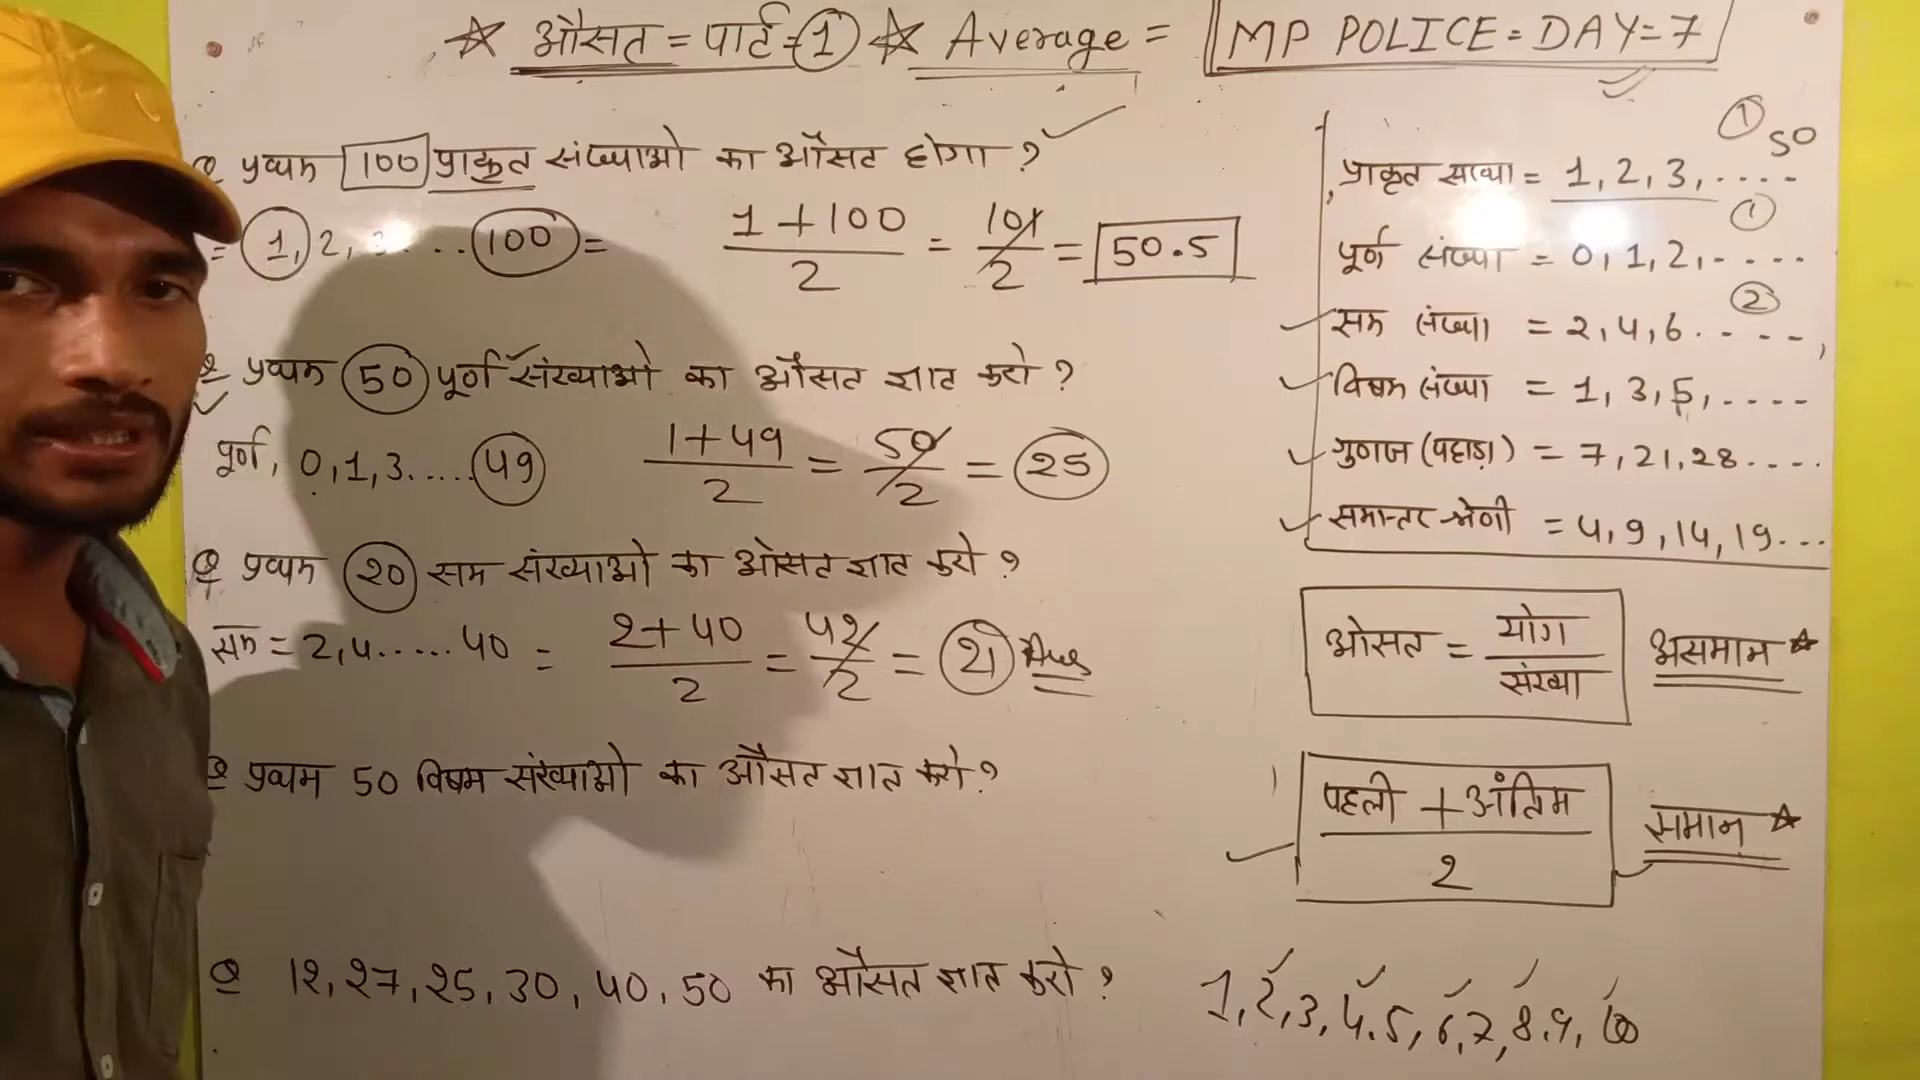 ☆ औसत = पार्ट-① ☆ Average = MP POLICE = DAY = 7
Q प्रथम 100 प्राकृत संख्याओ का औसत होगा ?
= 1, 2, 3 . . . . 100 =
1 + 100 / 2 = 101 / 2 = 50.5
Q प्रथम 50 पूर्ण संख्याओ का औसत ज्ञात करो ?
पूर्ण, 0, 1, 3. . . . . 49
1 + 49 / 2 = 50 / 2 = 25
Q प्रथम 20 सम संख्याओ का औसत ज्ञात करो ?
सम = 2, 4. . . . . 40 = 2 + 40 / 2 = 42 / 2 = 21 Ans
Q प्रथम 50 विषम संख्याओ का औसत ज्ञात करो ?
Q 12, 27, 25, 30, 40, 50 का औसत ज्ञात करो ?
① 50
प्राकृत संख्या = 1, 2, 3, . . . .
①
पूर्ण संख्या = 0, 1, 2, . . . .
②
सम संख्या = 2, 4, 6. . . . . ,
विषम संख्या = 1, 3, 5, . . . .
गुणज (पहाड़ा) = 7, 21, 28 . . . .
समान्तर श्रेणी = 4, 9, 14, 19 . . .
औसत = योग / संख्या असमान ☆
पहली + अंतिम / 2 समान ☆
1, 2, 3, 4. 5, 6, 7, 8. 9, 10